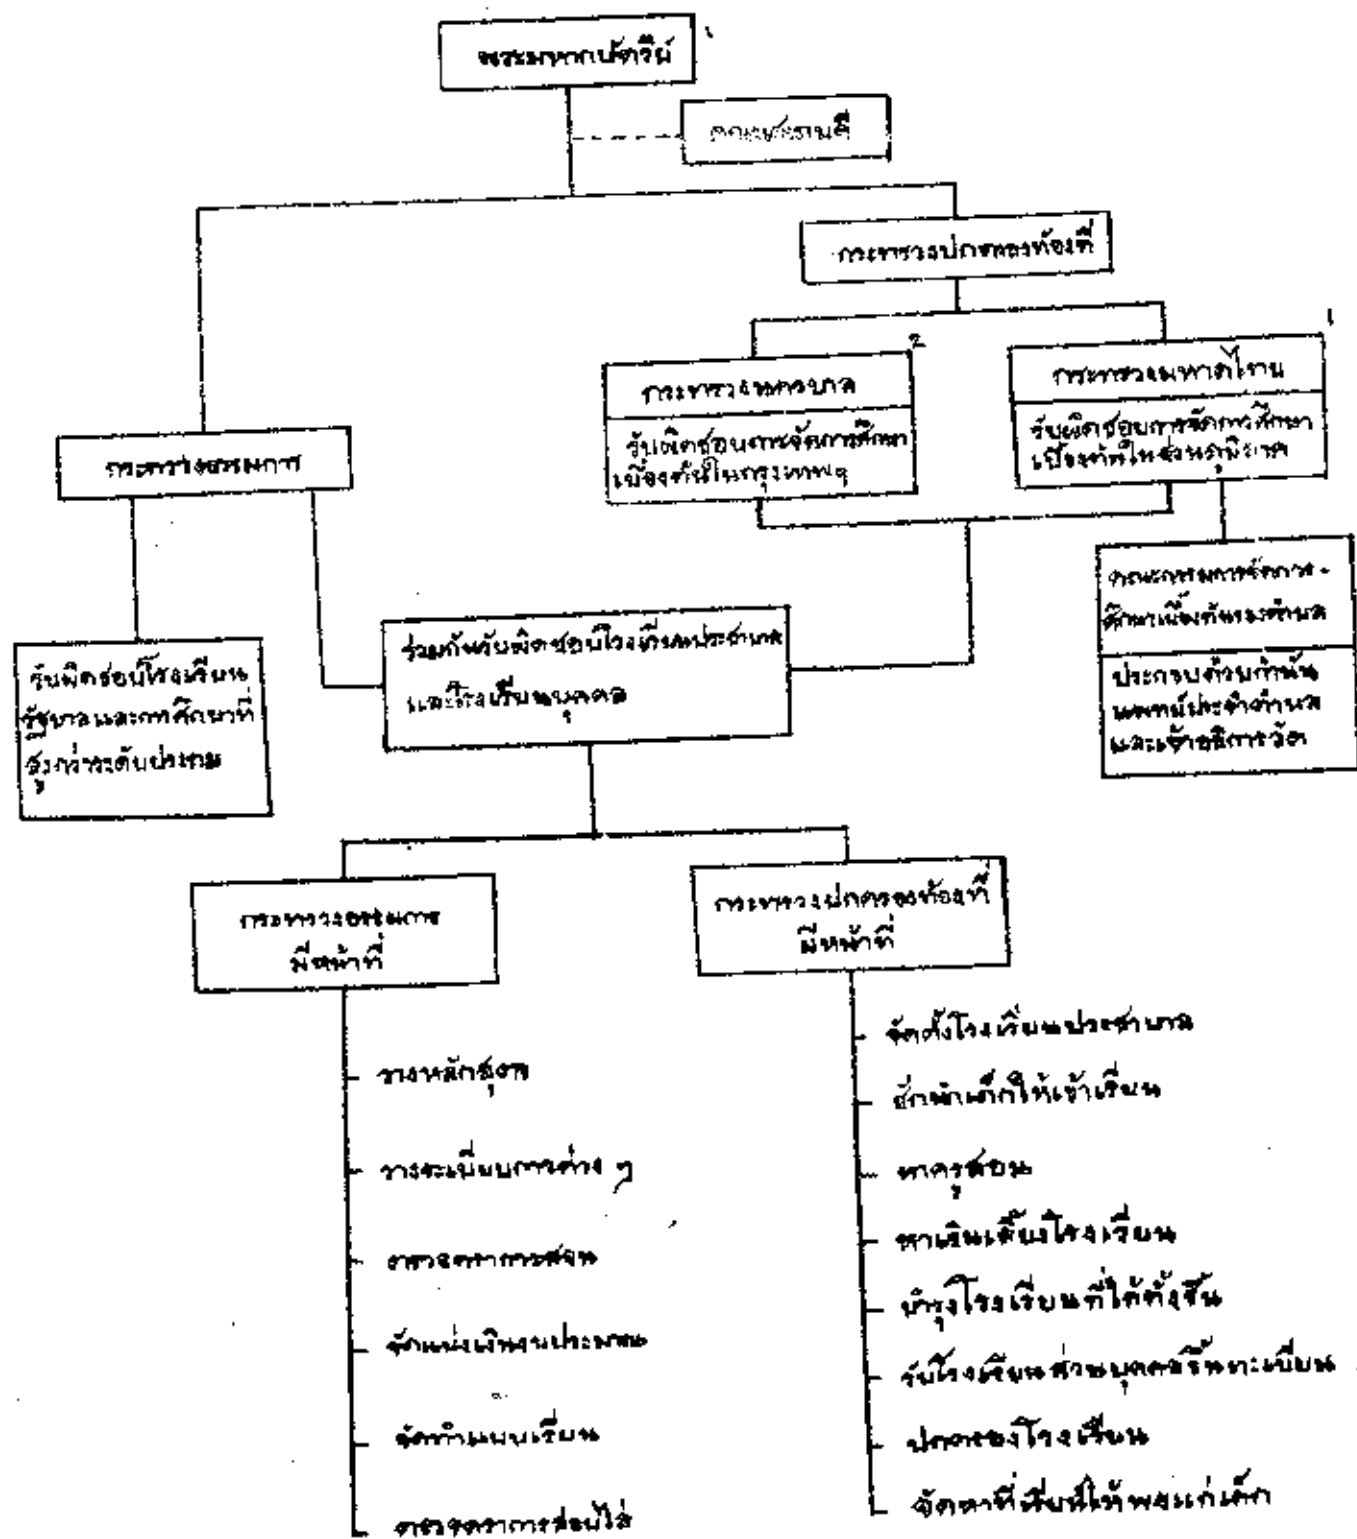 พระมหากษัตริย์
คณะเสนาบดี
กระทรวงปกครองท้องที่
2
1
กระทรวงนครบาล
กระทรวงมหาดไทย
รับผิดชอบการจัดการศึกษา
เบื้องต้นในกรุงเทพฯ
รับผิดชอบการจัดการศึกษา
เบื้องต้นในส่วนภูมิภาค
กระทรวงธรรมการ
คณะกรรมการจัดการ-
ศึกษาเบื้องต้นของตำบล
ประกอบด้วยกำนัน
แพทย์ประจำตำบล
และเจ้าอธิการวัด
ร่วมกันรับผิดชอบโรงเรียนประชาบาล
และโรงเรียนบุคคล
รับผิดชอบโรงเรียน
รัฐบาลและการศึกษาที่
สูงกว่าระดับประถม
กระทรวงธรรมการ
มีหน้าที่
กระทรวงปกครองท้องที่
มีหน้าที่
วางหลักสูตร
วางระเบียบการต่าง ๆ
ตรวจตราการสอน
จัดแบ่งเงินงบประมาณ
จัดทำแบบเรียน
ตรวจตราการสอบไล่
จัดตั้งโรงเรียนประชาบาล
ชักนำเด็กให้เข้าเรียน
หาครูสอน
หาเงินเลี้ยงโรงเรียน
บำรุงโรงเรียนที่ได้ตั้งขึ้น
รับโรงเรียนส่วนบุคคลขึ้นทะเบียน
ปกครองโรงเรียน
จัดหาที่เรียนให้พอแก่เด็ก